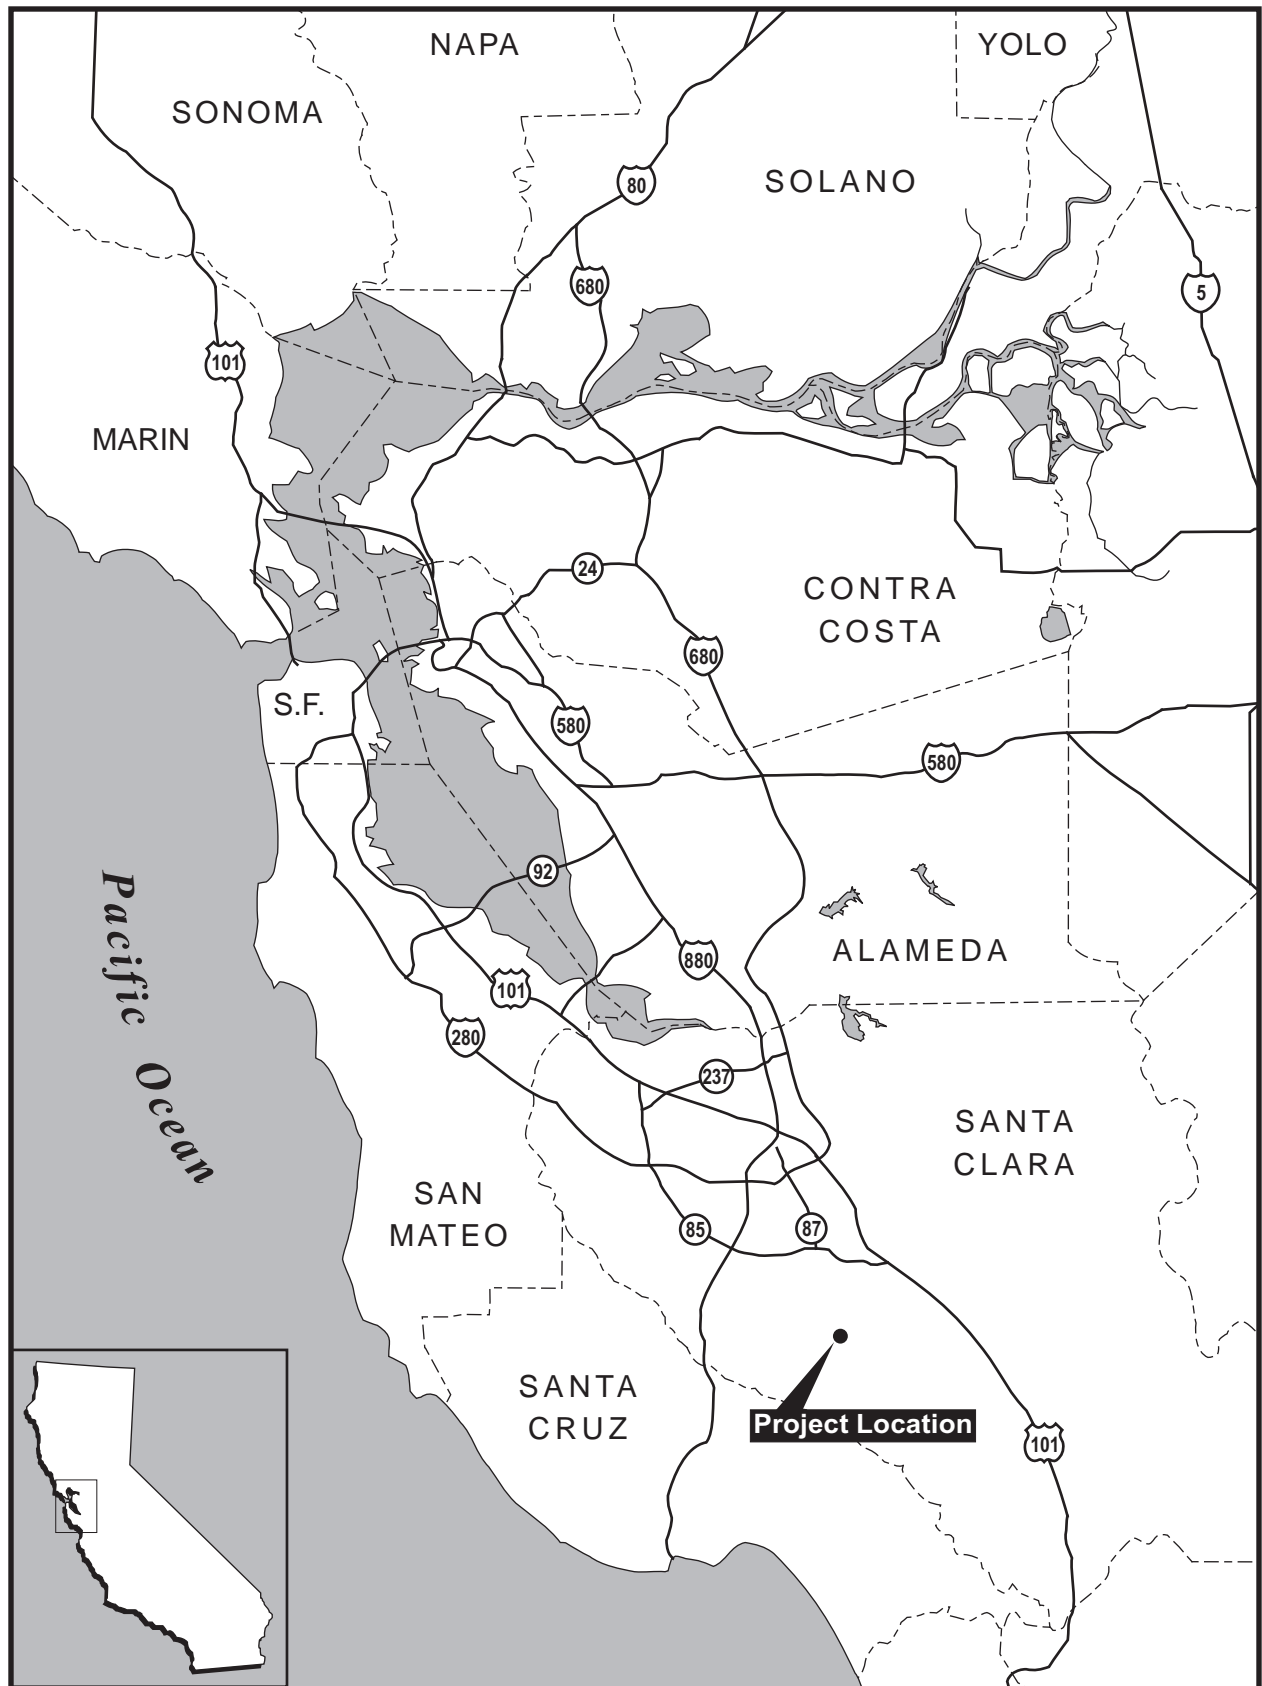 NAPA
YOLO
SONOMA
SOLANO
80
680
5
101
MARIN
24
CONTRA
COSTA
680
S.F.
580
580
92
Pacific Ocean
ALAMEDA
880
101
280
237
SANTA
CLARA
SAN
MATEO
85
87
SANTA
CRUZ
Project Location
101